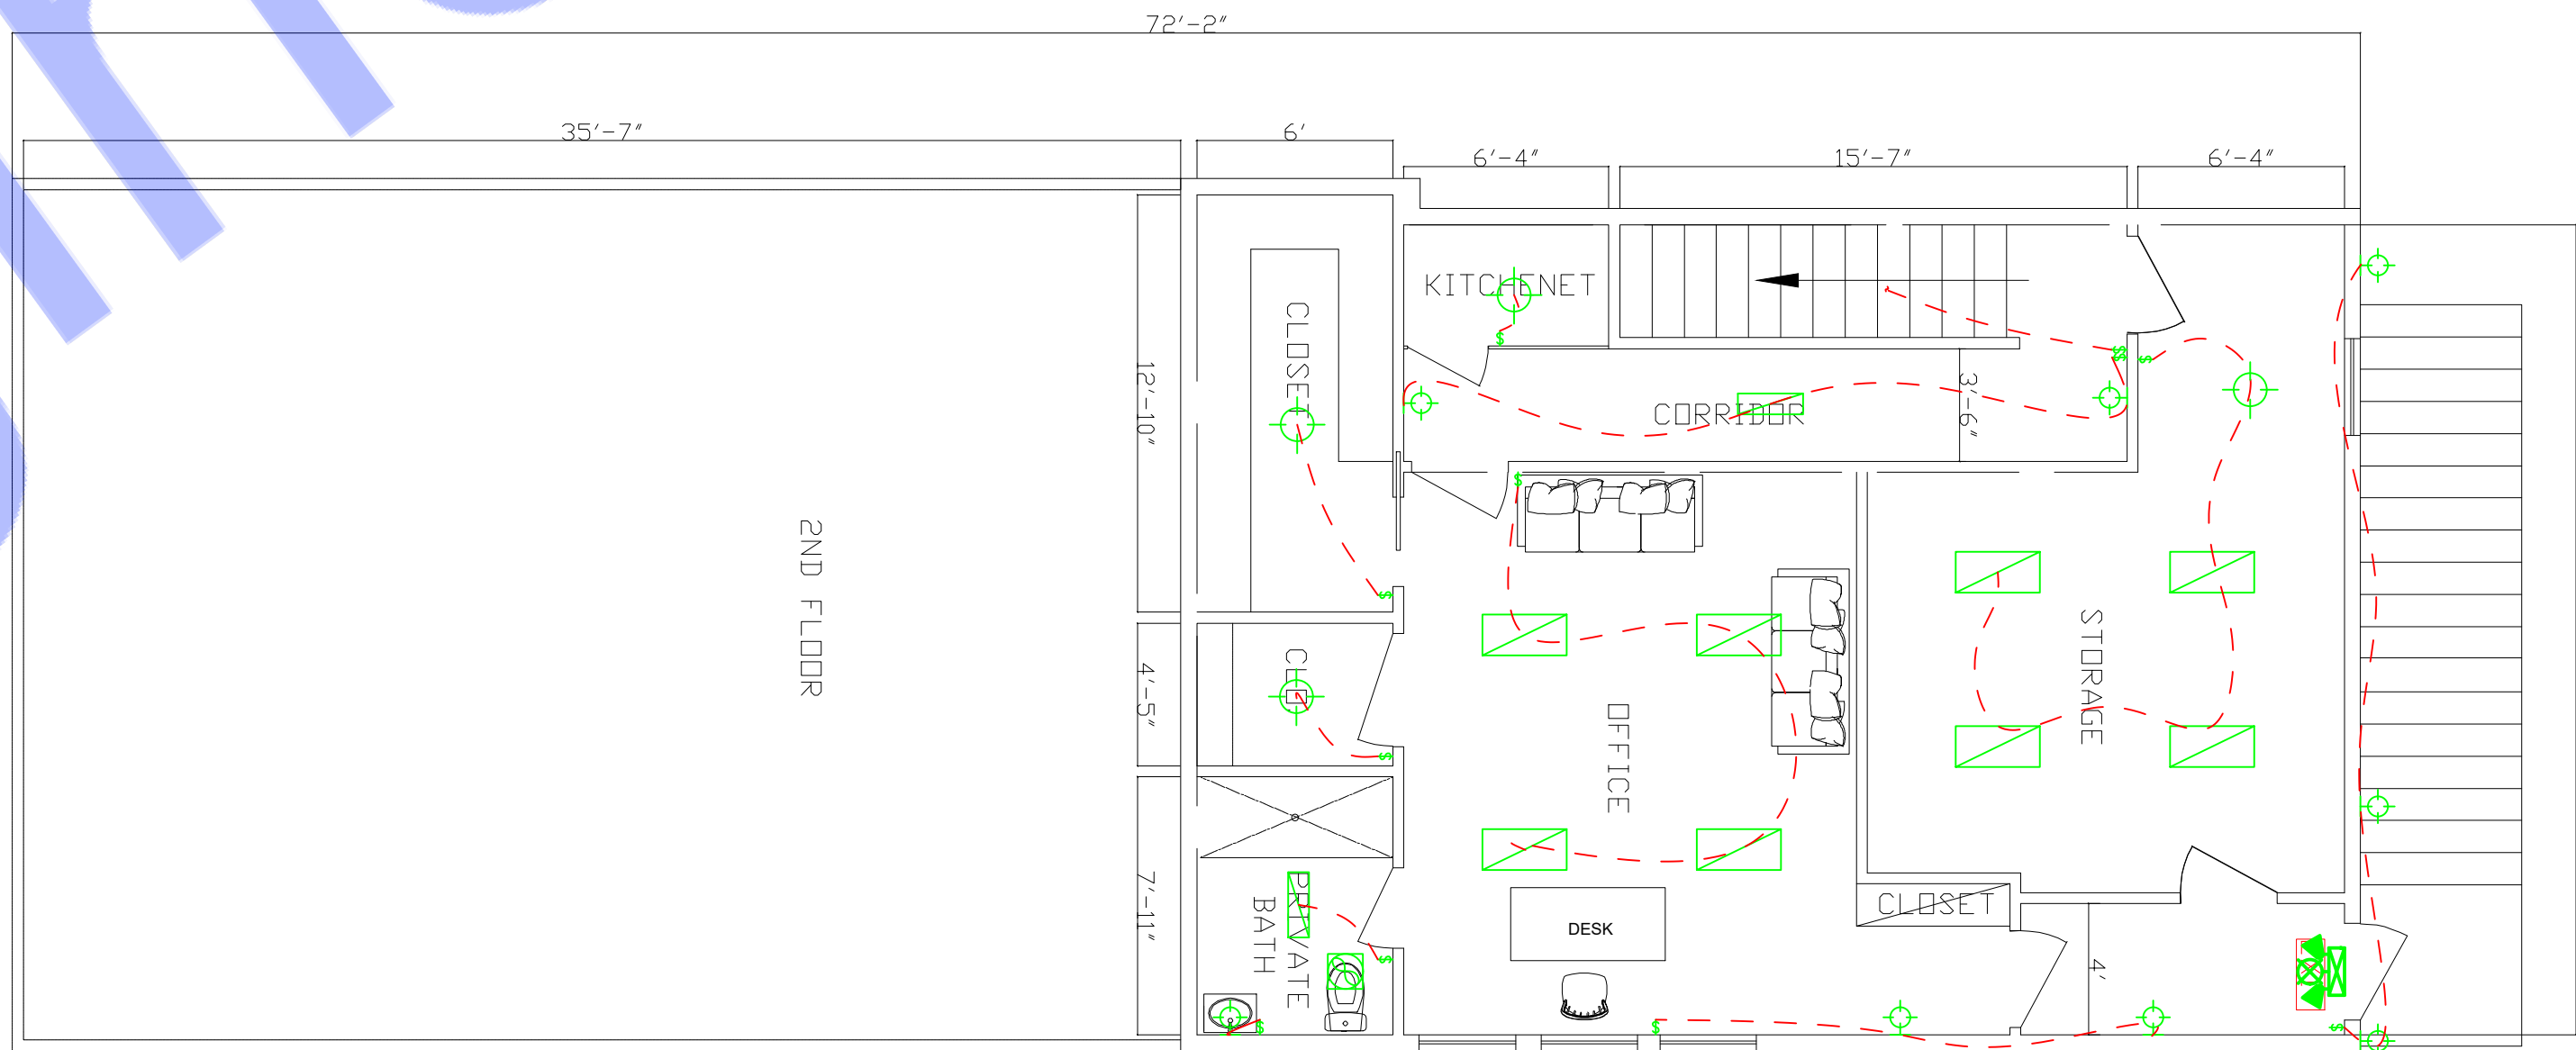 72'-2"
35'-7"
6'
6'-4"
15'-7"
6'-4"
KITCHENET
CLOSET
12'-10"
CORRIDOR
3'-6"
2ND FLOOR
STORAGE
4'-5"
OFFICE
PRIVATE
BATH
7'-11"
CLOSET
DESK
4'
$
$
$
$
$
$
$
$
$
$
$